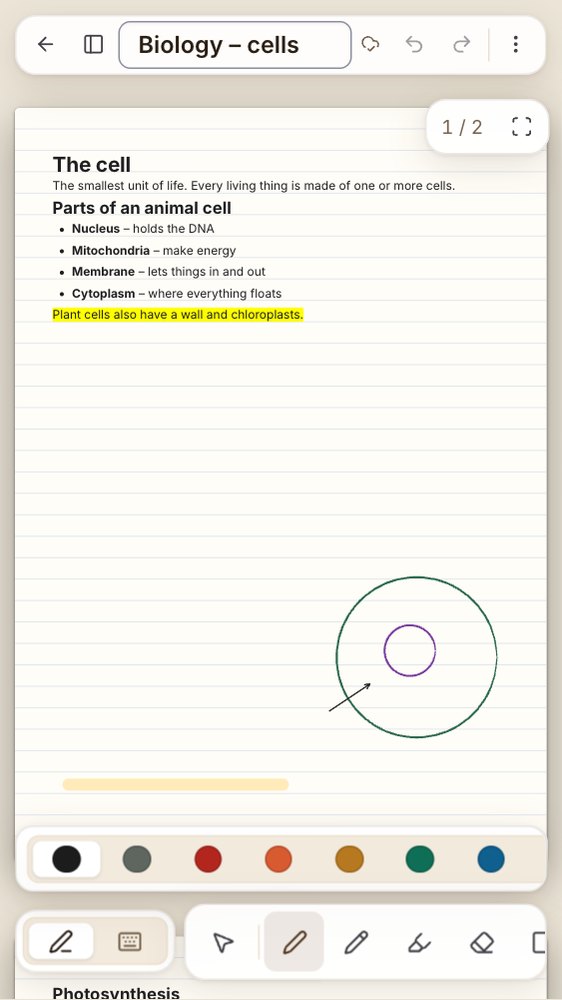 Biology – cells
1 / 2
The cell
The smallest unit of life. Every living thing is made of one or more cells.
Parts of an animal cell
• Nucleus – holds the DNA
• Mitochondria – make energy
• Membrane – lets things in and out
• Cytoplasm – where everything floats
Plant cells also have a wall and chloroplasts.
Photosynthesis